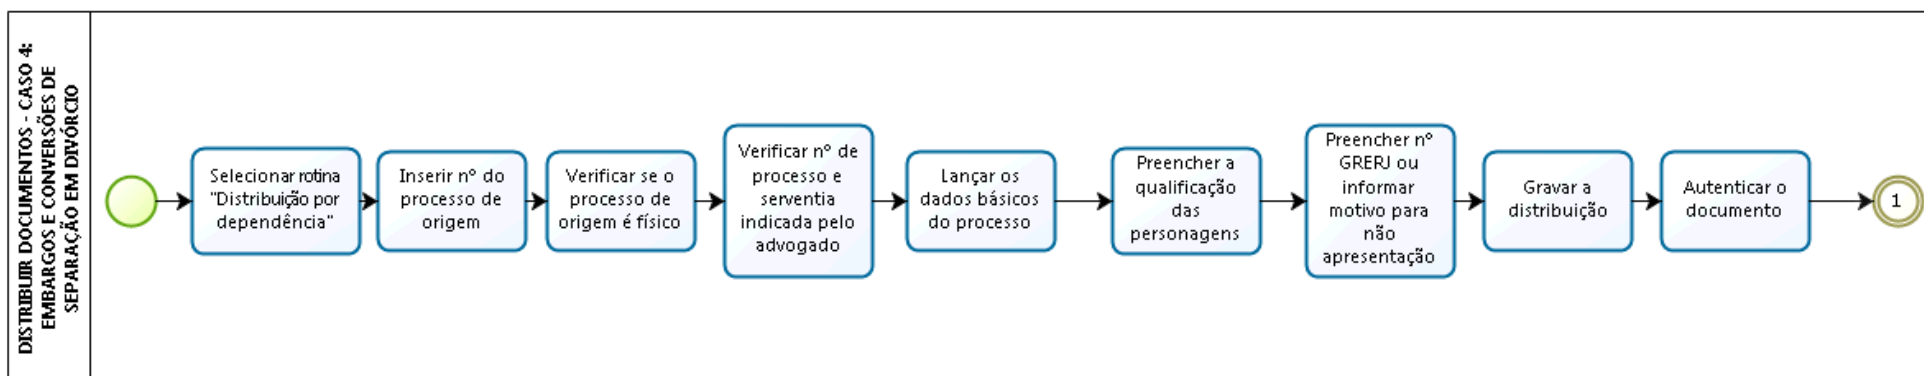 DISTRIBUIR DOCUMENTOS - CASO 4:
EMBARGOS E CONVERSÕES DE
SEPARAÇÃO EM DIVÓRCIO
Selecionar rotina
"Distribuição por
dependência"
Inserir nº do
processo de
origem
Verificar se o
processo de
origem é físico
Verificar nº de
processo e
serventia
indicada pelo
advogado
Lançar os
dados básicos
do processo
Preencher a
qualificação
das
personagens
Preencher nº
GRERJ ou
informar
motivo para
não
apresentação
Gravar a
distribuição
Autenticar o
documento
1